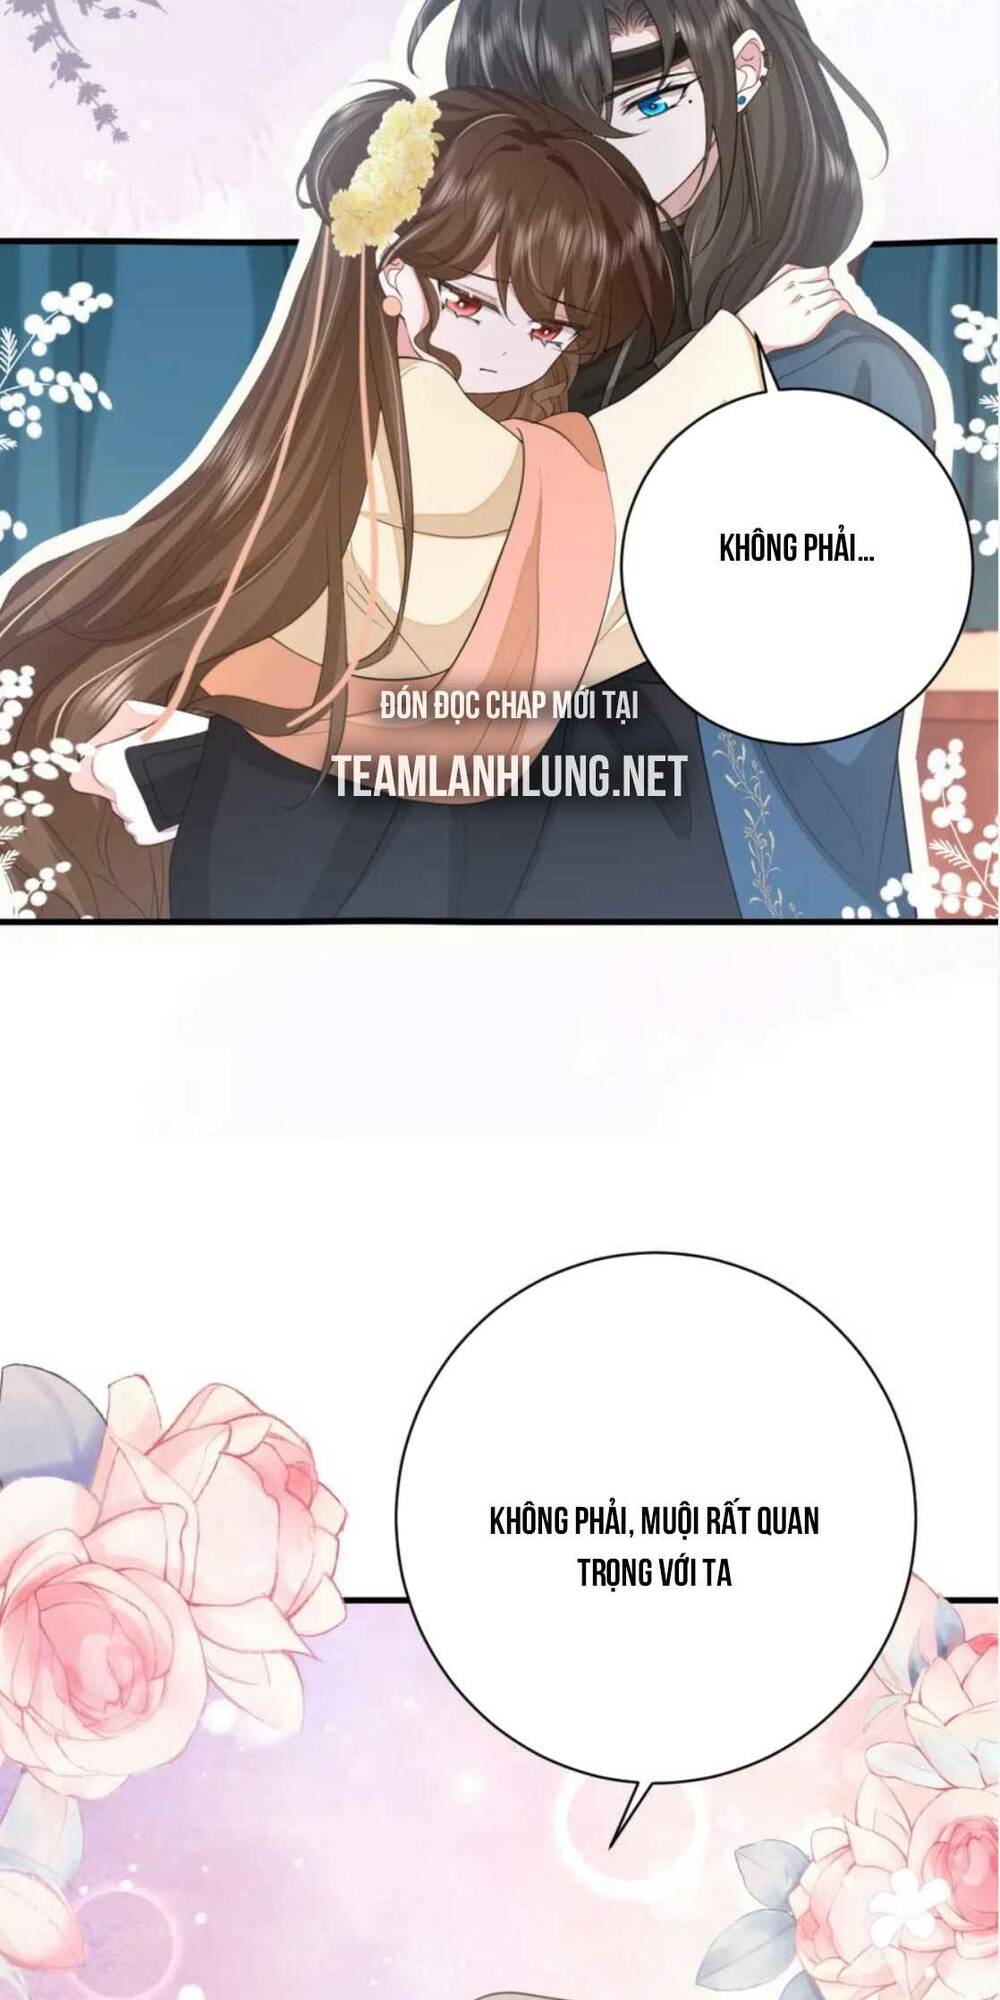 KHÔNG PHẢI...
ĐÓN ĐỌC CHAP MỚI TẠI
TEAMLANHLUNG.NET
KHÔNG PHẢI, MUỘI RẤT QUAN
TRỌNG VỚI TA